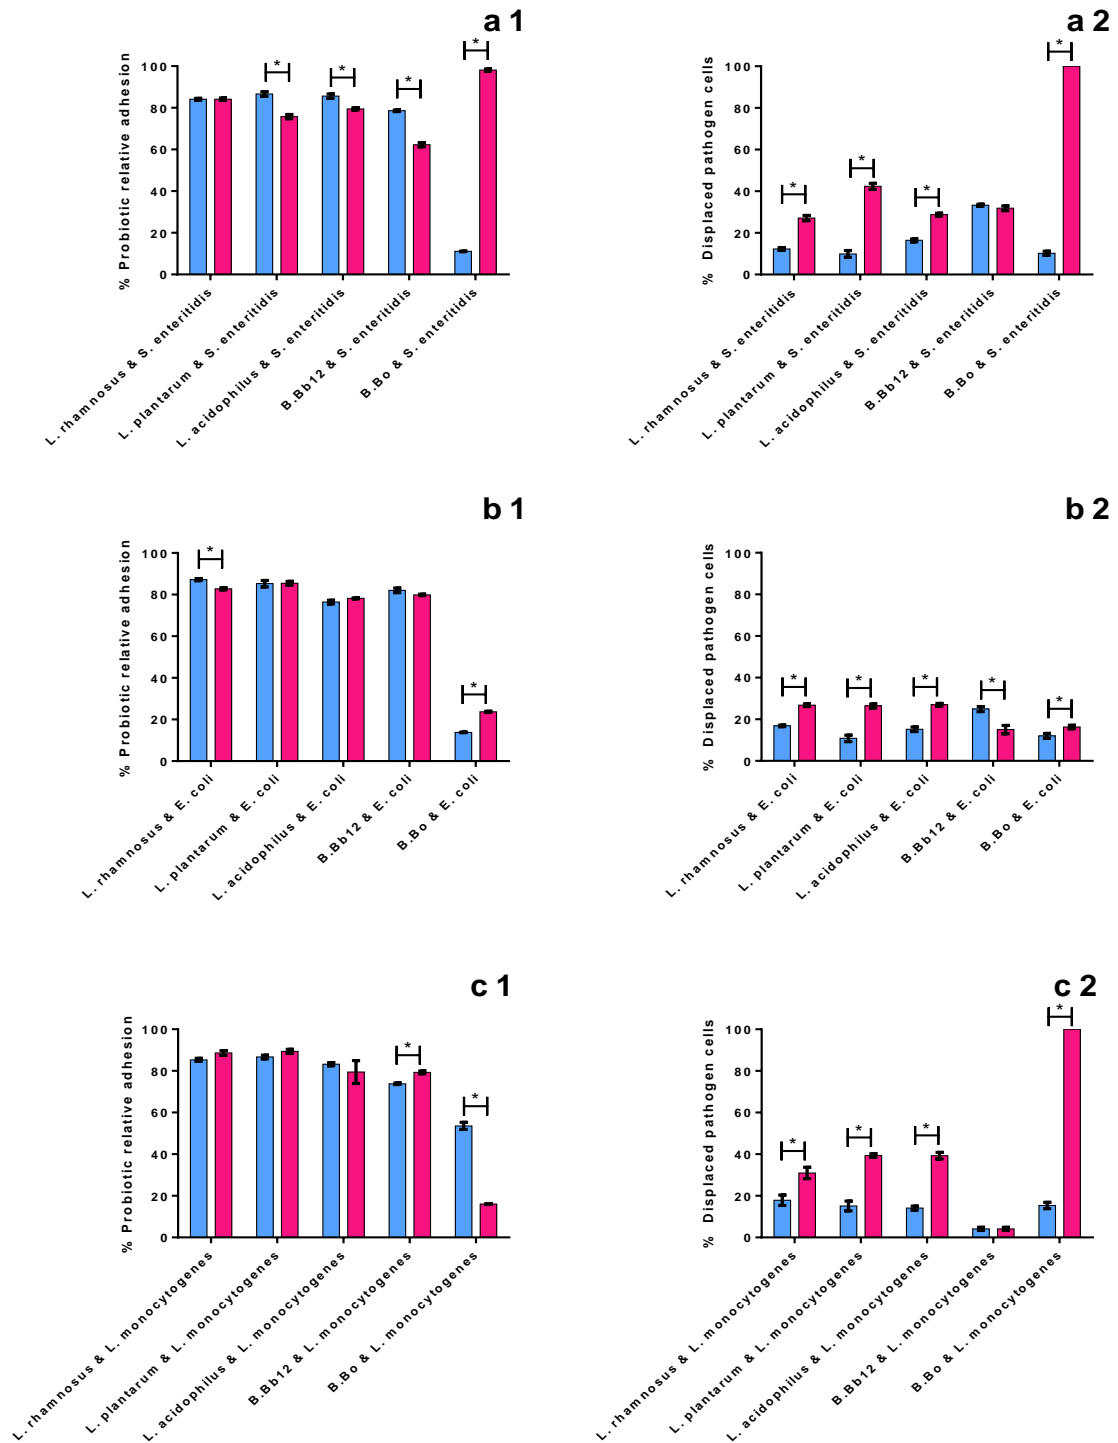 a 1
% Probiotic relative adhesion
100
80
60
40
20
0
*
*
*
*
L. rhamnosus & S. enteritidis
L. plantarum & S. enteritidis
L. acidophilus & S. enteritidis
B.Bb12 & S. enteritidis
B.Bo & S. enteritidis
a 2
% Displaced pathogen cells
100
80
60
40
20
0
*
*
*
*
L. rhamnosus & S. enteritidis
L. plantarum & S. enteritidis
L. acidophilus & S. enteritidis
B.Bb12 & S. enteritidis
B.Bo & S. enteritidis
b 1
% Probiotic relative adhesion
100
80
60
40
20
0
*
*
L. rhamnosus & E. coli
L. plantarum & E. coli
L. acidophilus & E. coli
B.Bb12 & E. coli
B.Bo & E. coli
b 2
% Displaced pathogen cells
100
80
60
40
20
0
*
*
*
*
*
L. rhamnosus & E. coli
L. plantarum & E. coli
L. acidophilus & E. coli
B.Bb12 & E. coli
B.Bo & E. coli
c 1
% Probiotic relative adhesion
100
80
60
40
20
0
*
*
L. rhamnosus & L. monocytogenes
L. plantarum & L. monocytogenes
L. acidophilus & L. monocytogenes
B.Bb12 & L. monocytogenes
B.Bo & L. monocytogenes
c 2
% Displaced pathogen cells
100
80
60
40
20
0
*
*
*
*
L. rhamnosus & L. monocytogenes
L. plantarum & L. monocytogenes
L. acidophilus & L. monocytogenes
B.Bb12 & L. monocytogenes
B.Bo & L. monocytogenes